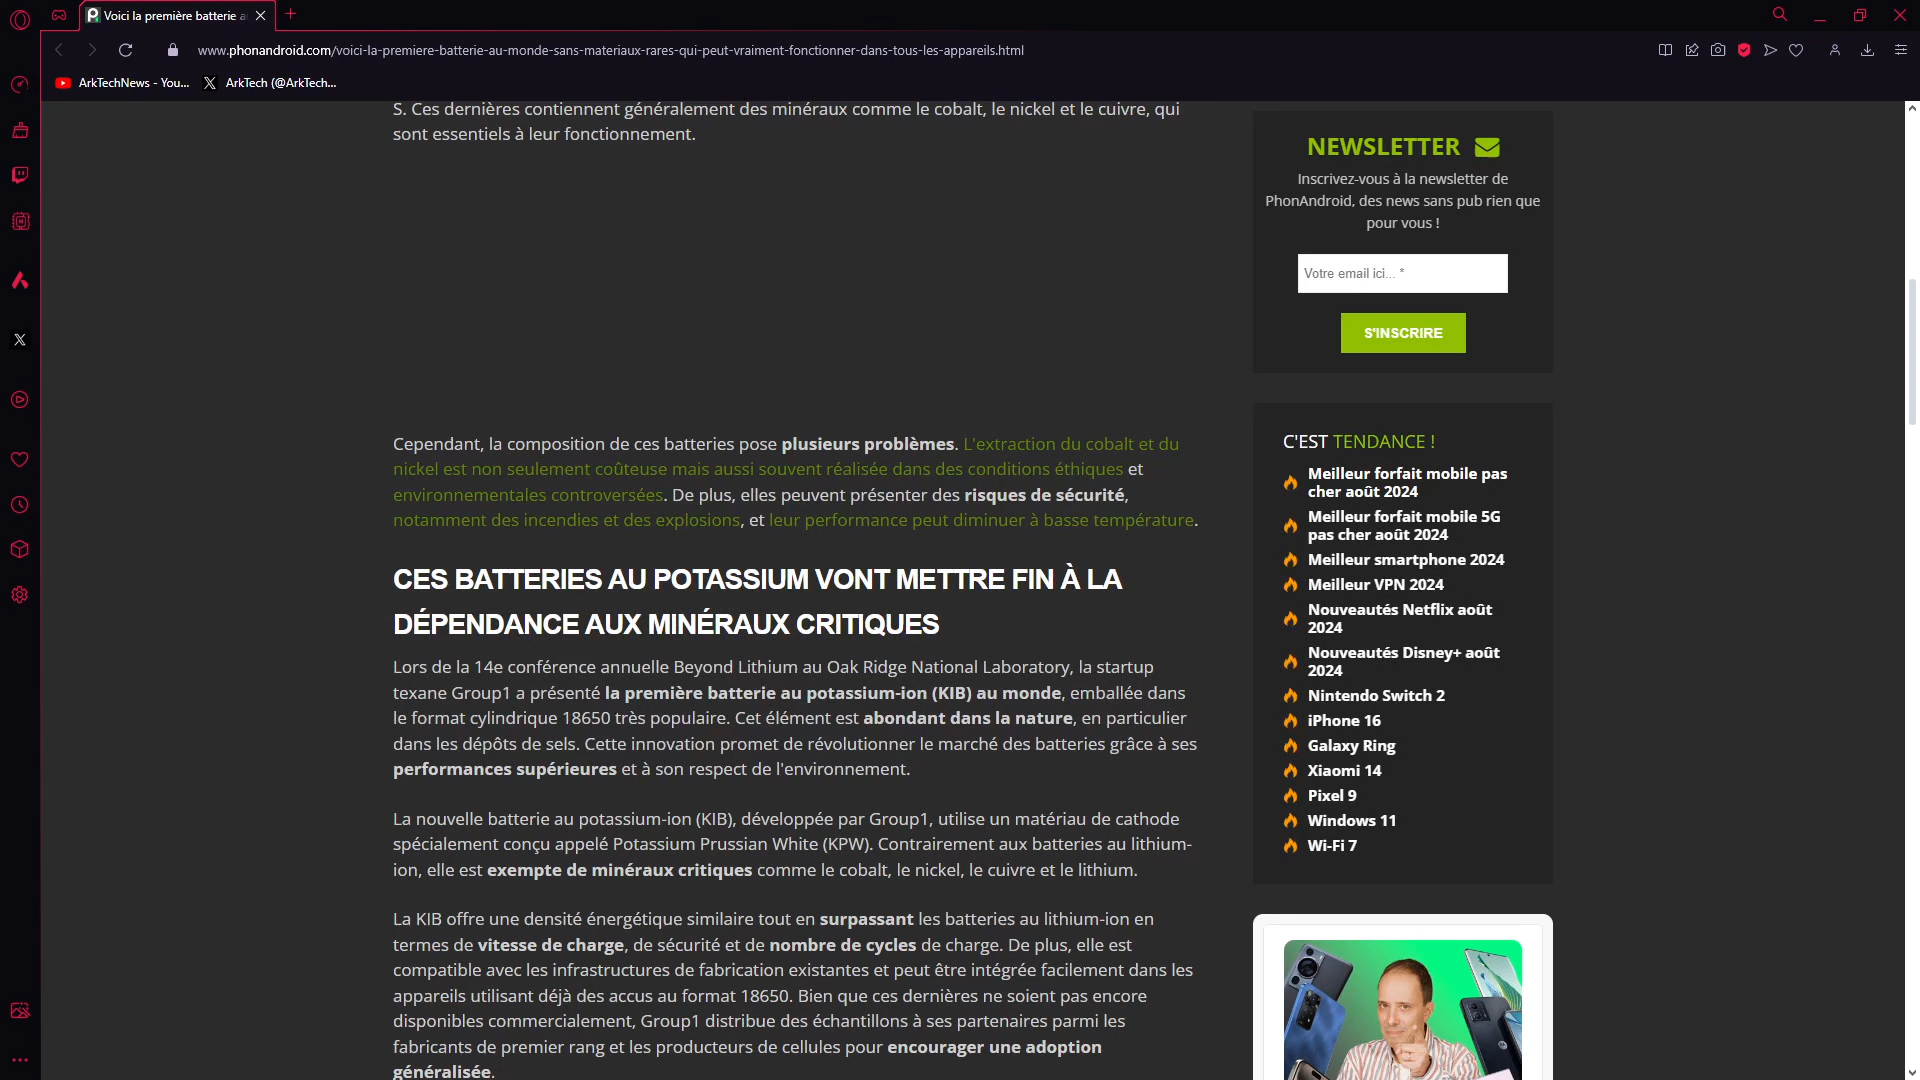 Voici la première batterie a
www.phonandroid.com/voici-la-premiere-batterie-au-monde-sans-materiaux-rares-qui-peut-vraiment-fonctionner-dans-tous-les-appareils.html
ArkTechNews - You...
ArkTech (@ArkTech...
S. Ces dernières contiennent généralement des minéraux comme le cobalt, le nickel et le cuivre, qui
sont essentiels à leur fonctionnement.
Cependant, la composition de ces batteries pose plusieurs problèmes. L'extraction du cobalt et du
nickel est non seulement coûteuse mais aussi souvent réalisée dans des conditions éthiques et
environnementales controversées. De plus, elles peuvent présenter des risques de sécurité,
notamment des incendies et des explosions, et leur performance peut diminuer à basse température.
CES BATTERIES AU POTASSIUM VONT METTRE FIN À LA
DÉPENDANCE AUX MINÉRAUX CRITIQUES
Lors de la 14e conférence annuelle Beyond Lithium au Oak Ridge National Laboratory, la startup
texane Group1 a présenté la première batterie au potassium-ion (KIB) au monde, emballée dans
le format cylindrique 18650 très populaire. Cet élément est abondant dans la nature, en particulier
dans les dépôts de sels. Cette innovation promet de révolutionner le marché des batteries grâce à ses
performances supérieures et à son respect de l'environnement.
La nouvelle batterie au potassium-ion (KIB), développée par Group1, utilise un matériau de cathode
spécialement conçu appelé Potassium Prussian White (KPW). Contrairement aux batteries au lithium-
ion, elle est exempte de minéraux critiques comme le cobalt, le nickel, le cuivre et le lithium.
La KIB offre une densité énergétique similaire tout en surpassant les batteries au lithium-ion en
termes de vitesse de charge, de sécurité et de nombre de cycles de charge. De plus, elle est
compatible avec les infrastructures de fabrication existantes et peut être intégrée facilement dans les
appareils utilisant déjà des accus au format 18650. Bien que ces dernières ne soient pas encore
disponibles commercialement, Group1 distribue des échantillons à ses partenaires parmi les
fabricants de premier rang et les producteurs de cellules pour encourager une adoption
généralisée.
NEWSLETTER
Inscrivez-vous à la newsletter de
PhonAndroid, des news sans pub rien que
pour vous !
Votre email ici... *
S'INSCRIRE
C'EST TENDANCE !
Meilleur forfait mobile pas
cher août 2024
Meilleur forfait mobile 5G
pas cher août 2024
Meilleur smartphone 2024
Meilleur VPN 2024
Nouveautés Netflix août
2024
Nouveautés Disney+ août
2024
Nintendo Switch 2
iPhone 16
Galaxy Ring
Xiaomi 14
Pixel 9
Windows 11
Wi-Fi 7